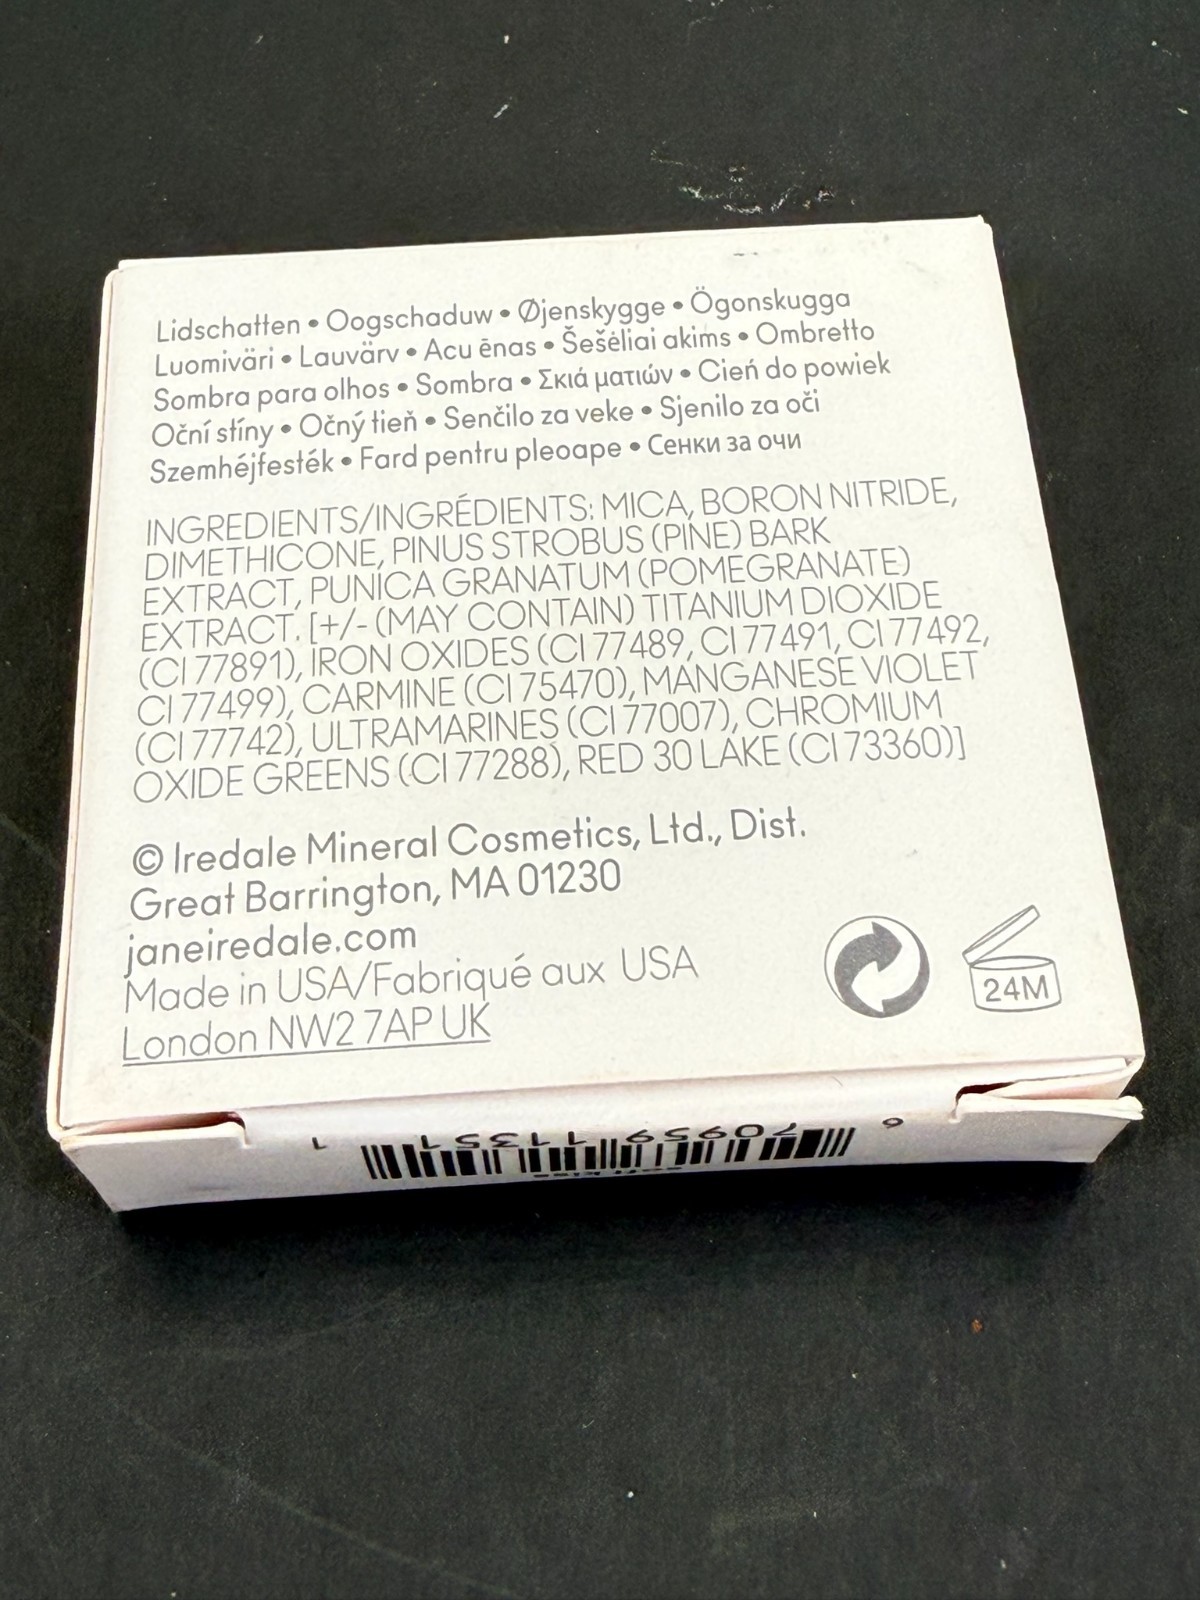 Lidschatten • Oogschaduw • Øjenskygge • Ögonskugga
Luomiväri • Lauvärv • Acu ēnas • Šešėliai akims • Ombretto
Sombra para olhos • Sombra • Σκιά ματιών • Cień do powiek
Oční stíny • Očný tieň • Senčilo za veke • Sjenilo za oči
Szemhéjfesték • Fard pentru pleoape • Сенки за очи
INGREDIENTS/INGRÉDIENTS: MICA, BORON NITRIDE,
DIMETHICONE, PINUS STROBUS (PINE) BARK
EXTRACT, PUNICA GRANATUM (POMEGRANATE)
EXTRACT. [+/- (MAY CONTAIN) TITANIUM DIOXIDE
(CI 77891), IRON OXIDES (CI 77489, CI 77491, CI 77492,
CI 77499), CARMINE (CI 75470), MANGANESE VIOLET
(CI 77742), ULTRAMARINES (CI 77007), CHROMIUM
OXIDE GREENS (CI 77288), RED 30 LAKE (CI 73360)]
© Iredale Mineral Cosmetics, Ltd., Dist.
Great Barrington, MA 01230
janeiredale.com
Made in USA/Fabriqué aux USA
London NW2 7AP UK
24M
6 70959 11351 1